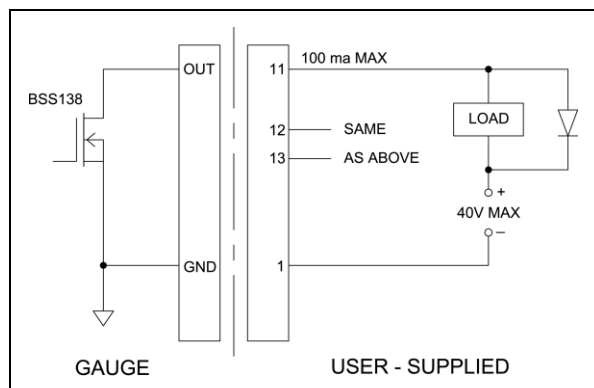 OUT
11
100 ma MAX
BSS138
LOAD
12
SAME
13
AS ABOVE
+
40V MAX
–
GND
1
GAUGE
USER - SUPPLIED